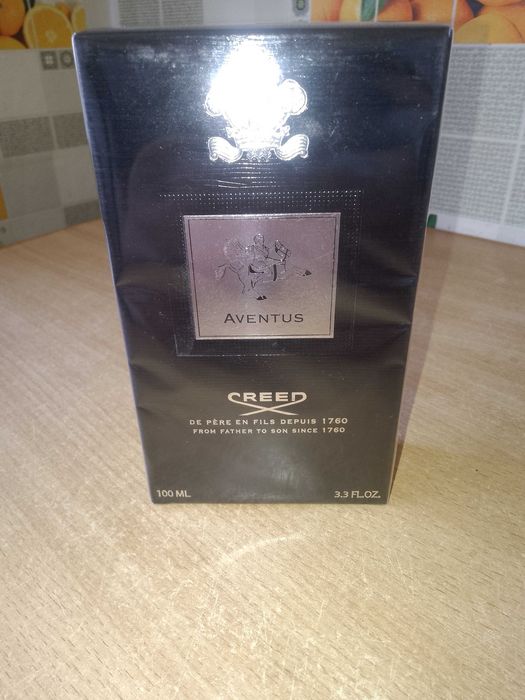 AVENTUS
CREED
DE PÈRE EN FILS DEPUIS 1760
FROM FATHER TO SON SINCE 1760
100 ML
3.3 FL.OZ.